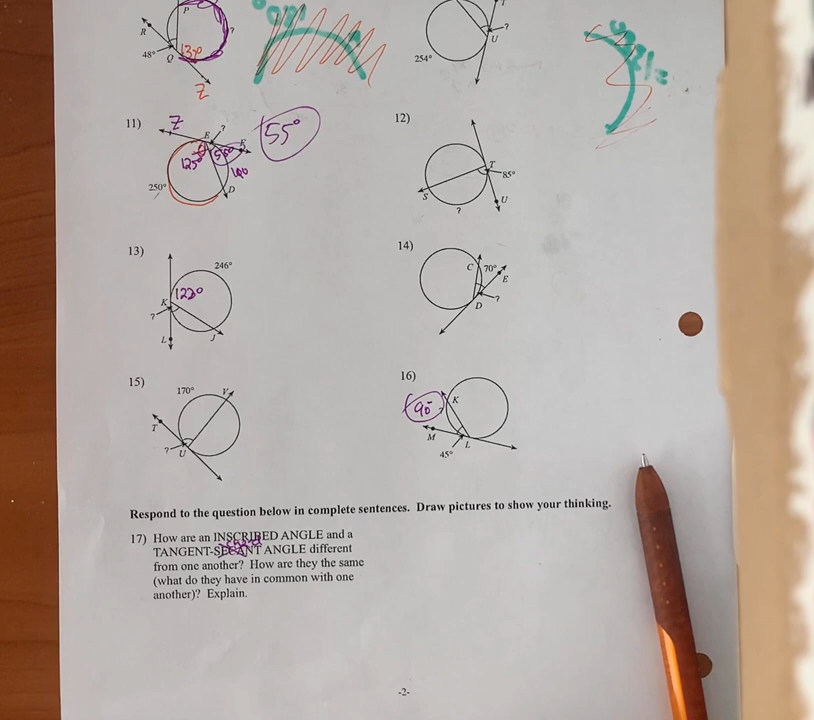 P
R
?
48°
Q
132°
Z
?
U
254°
11)
Z
E
?
F
55°
125°
55°
250°
D
12)
T
85°
S
U
?
13)
246°
K
123°
?
L
J
14)
C
70°
E
?
D
15)
170°
V
T
?
U
16)
90°
K
?
M
L
45°
Respond to the question below in complete sentences. Draw pictures to show your thinking.
17) How are an INSCRIBED ANGLE and a
TANGENT-SECANT ANGLE different
from one another? How are they the same
(what do they have in common with one
another)? Explain.
-2-